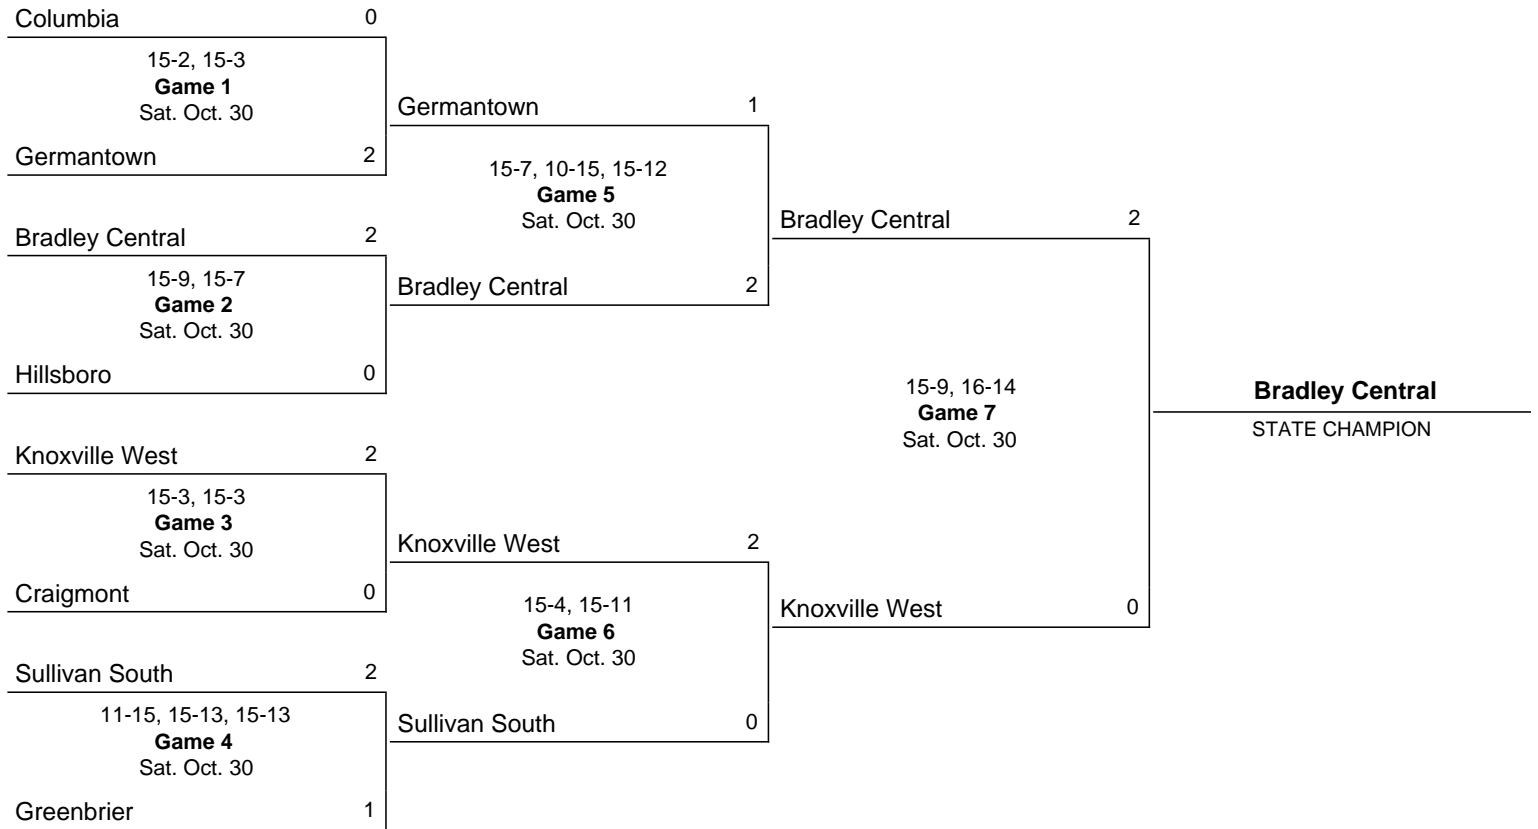 Columbia 0
15-2, 15-3
Game 1
Sat. Oct. 30
Germantown 2
Bradley Central 2
15-9, 15-7
Game 2
Sat. Oct. 30
Hillsboro 0
Knoxville West 2
15-3, 15-3
Game 3
Sat. Oct. 30
Craigmont 0
Sullivan South 2
11-15, 15-13, 15-13
Game 4
Sat. Oct. 30
Greenbrier 1
Germantown 1
15-7, 10-15, 15-12
Game 5
Sat. Oct. 30
Bradley Central 2
Knoxville West 2
15-4, 15-11
Game 6
Sat. Oct. 30
Sullivan South 0
Bradley Central 2
15-9, 16-14
Game 7
Sat. Oct. 30
Knoxville West 0
Bradley Central
STATE CHAMPION